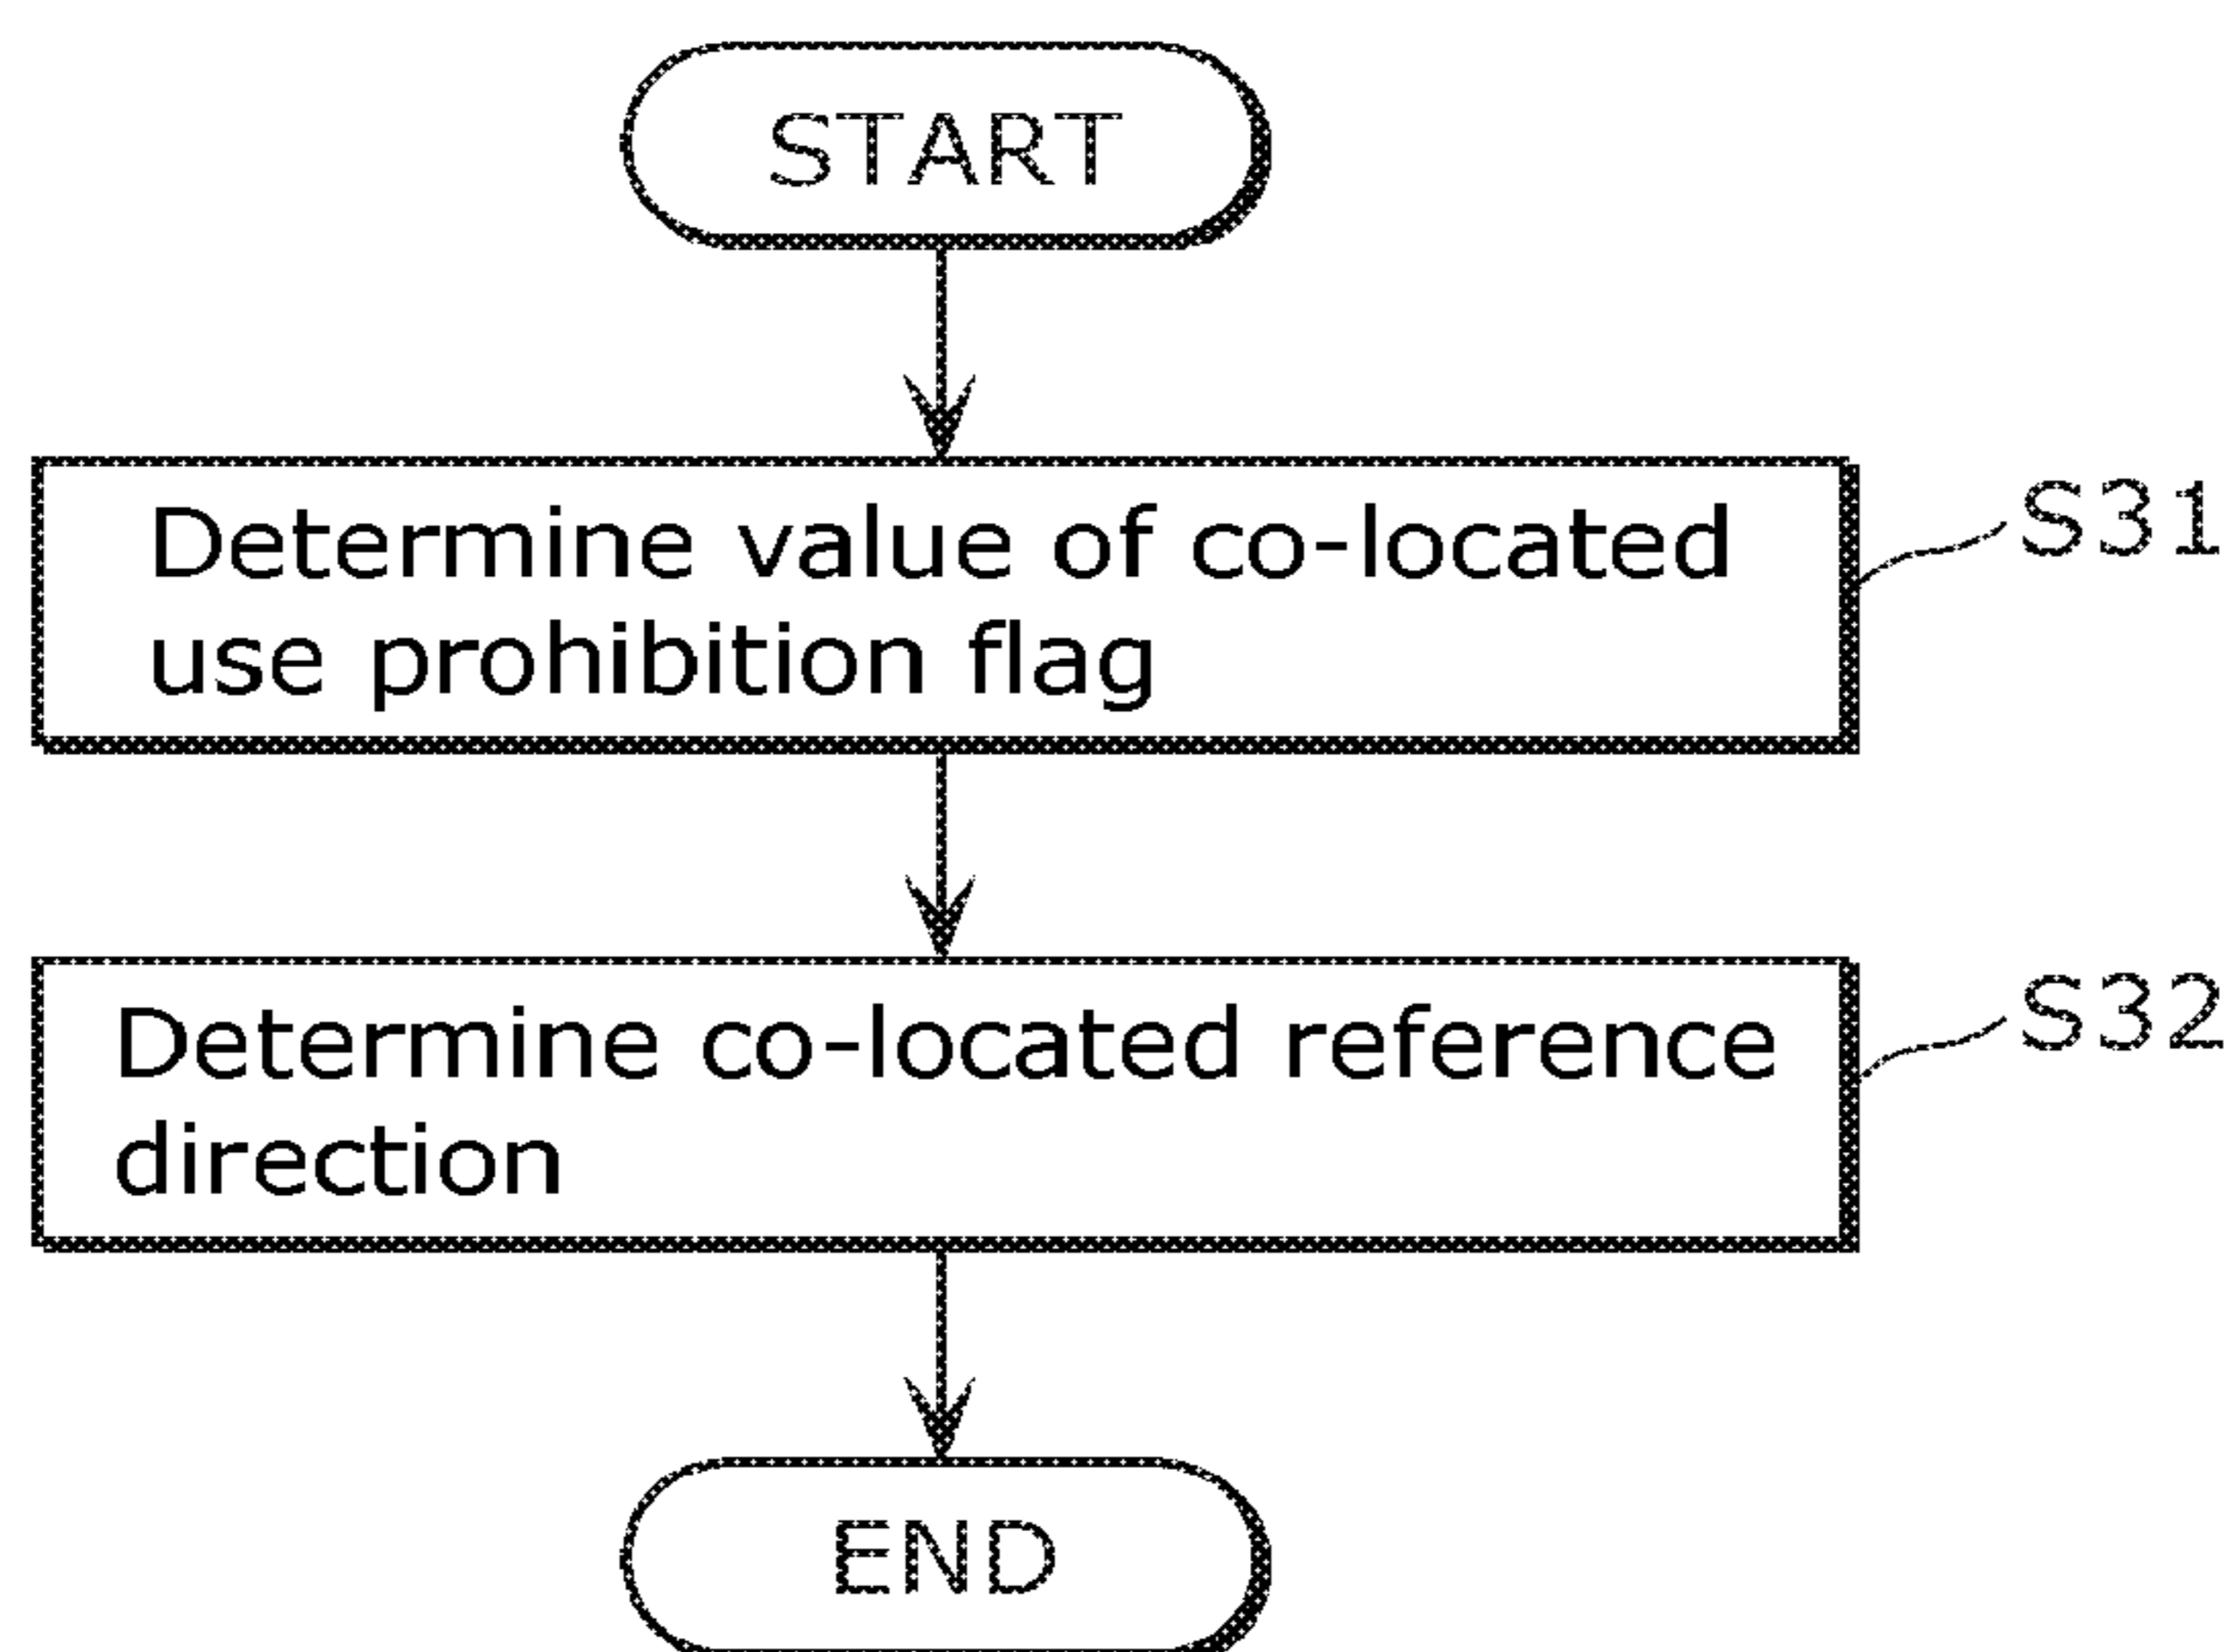 START
Determine value of co-located
use prohibition flag
S31
Determine co-located reference
direction
S32
END